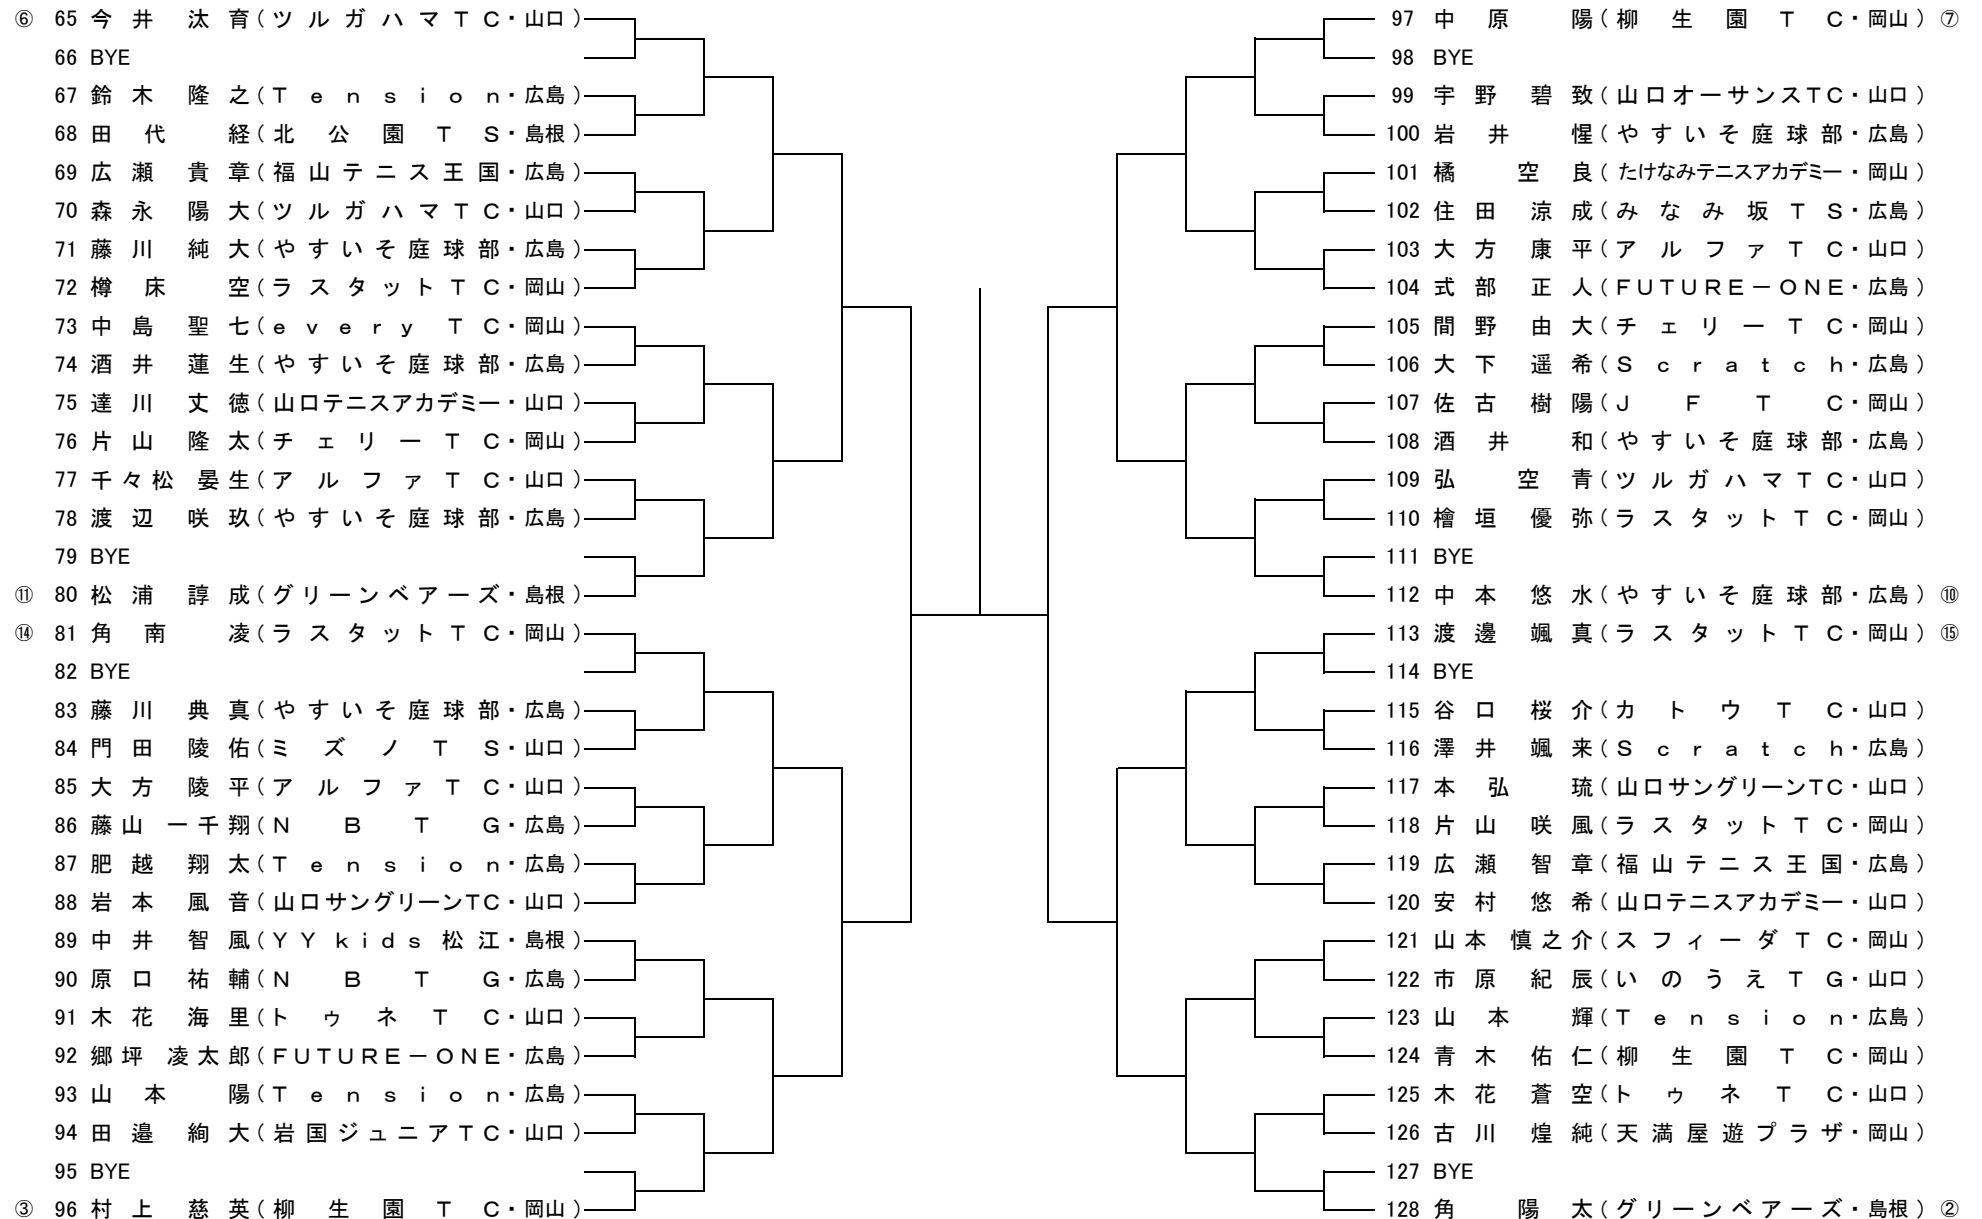 ⑥ 65 今井 汰育(ツルガハマTC・山口)
66 BYE
67 鈴木 隆之(Tension・広島)
68 田代 経(北公園TS・島根)
69 広瀬 貴章(福山テニス王国・広島)
70 森永 陽大(ツルガハマTC・山口)
71 藤川 純大(やすいそ庭球部・広島)
72 樽床 空(ラスタットTC・岡山)
73 中島 聖七(every TC・岡山)
74 酒井 蓮生(やすいそ庭球部・広島)
75 達川 丈徳(山口テニスアカデミー・山口)
76 片山 隆太(チェリーTC・岡山)
77 千々松 晏生(アルファTC・山口)
78 渡辺 咲玖(やすいそ庭球部・広島)
79 BYE
⑪ 80 松浦 諄成(グリーンベアーズ・島根)
⑭ 81 角南 凌(ラスタットTC・岡山)
82 BYE
83 藤川 典真(やすいそ庭球部・広島)
84 門田 陵佑(ミズノTS・山口)
85 大方 陵平(アルファTC・山口)
86 藤山 一千翔(NBTG・広島)
87 肥越 翔太(Tension・広島)
88 岩本 風音(山口サングリーンTC・山口)
89 中井 智風(YYkids松江・島根)
90 原口 祐輔(NBTG・広島)
91 木花 海里(トゥネTC・山口)
92 郷坪 凌太郎(FUTURE－ONE・広島)
93 山本 陽(Tension・広島)
94 田邉 絢大(岩国ジュニアTC・山口)
95 BYE
③ 96 村上 慈英(柳生園TC・岡山)
97 中原 陽(柳生園TC・岡山) ⑦
98 BYE
99 宇野 碧致(山口オーサンスTC・山口)
100 岩井 惺(やすいそ庭球部・広島)
101 橘 空良(たけなみテニスアカデミー・岡山)
102 住田 涼成(みなみ坂TS・広島)
103 大方 康平(アルファTC・山口)
104 式部 正人(FUTURE－ONE・広島)
105 間野 由大(チェリーTC・岡山)
106 大下 遥希(Scratch・広島)
107 佐古 樹陽(JFTC・岡山)
108 酒井 和(やすいそ庭球部・広島)
109 弘 空青(ツルガハマTC・山口)
110 檜垣 優弥(ラスタットTC・岡山)
111 BYE
112 中本 悠水(やすいそ庭球部・広島) ⑩
113 渡邊 颯真(ラスタットTC・岡山) ⑮
114 BYE
115 谷口 桜介(カトウTC・山口)
116 澤井 颯来(Scratch・広島)
117 本弘 琉(山口サングリーンTC・山口)
118 片山 咲風(ラスタットTC・岡山)
119 広瀬 智章(福山テニス王国・広島)
120 安村 悠希(山口テニスアカデミー・山口)
121 山本 慎之介(スフィーダTC・岡山)
122 市原 紀辰(いのうえTG・山口)
123 山本 輝(Tension・広島)
124 青木 佑仁(柳生園TC・岡山)
125 木花 蒼空(トゥネTC・山口)
126 古川 煌純(天満屋遊プラザ・岡山)
127 BYE
128 角 陽太(グリーンベアーズ・島根) ②